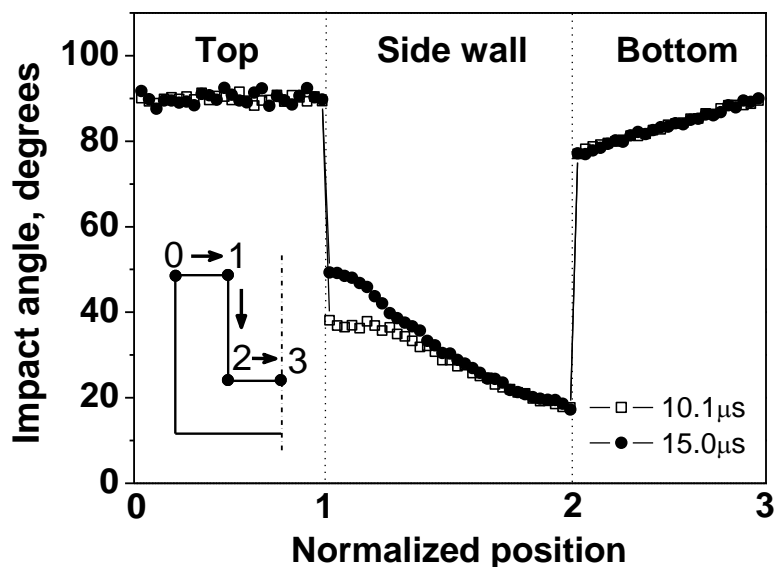 Impact angle, degrees
100
80
60
40
20
0
Top
Side wall
Bottom
0 1
2 3
10.1μs
15.0μs
0 1 2 3
Normalized position